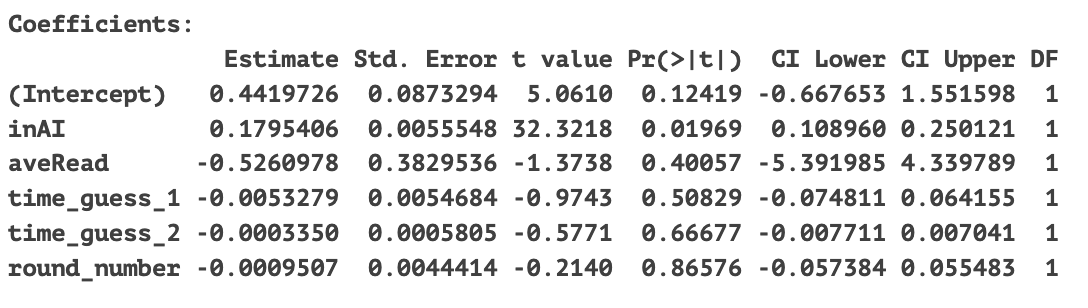 Coefficients:
Estimate Std. Error t value Pr(>|t|) CI Lower CI Upper DF
(Intercept) 0.4419726 0.0873294 5.0610 0.12419 -0.667653 1.551598 1
inAI 0.1795406 0.0055548 32.3218 0.01969 0.108960 0.250121 1
aveRead -0.5260978 0.3829536 -1.3738 0.40057 -5.391985 4.339789 1
time_guess_1 -0.0053279 0.0054684 -0.9743 0.50829 -0.074811 0.064155 1
time_guess_2 -0.0003350 0.0005805 -0.5771 0.66677 -0.007711 0.007041 1
round_number -0.0009507 0.0044414 -0.2140 0.86576 -0.057384 0.055483 1